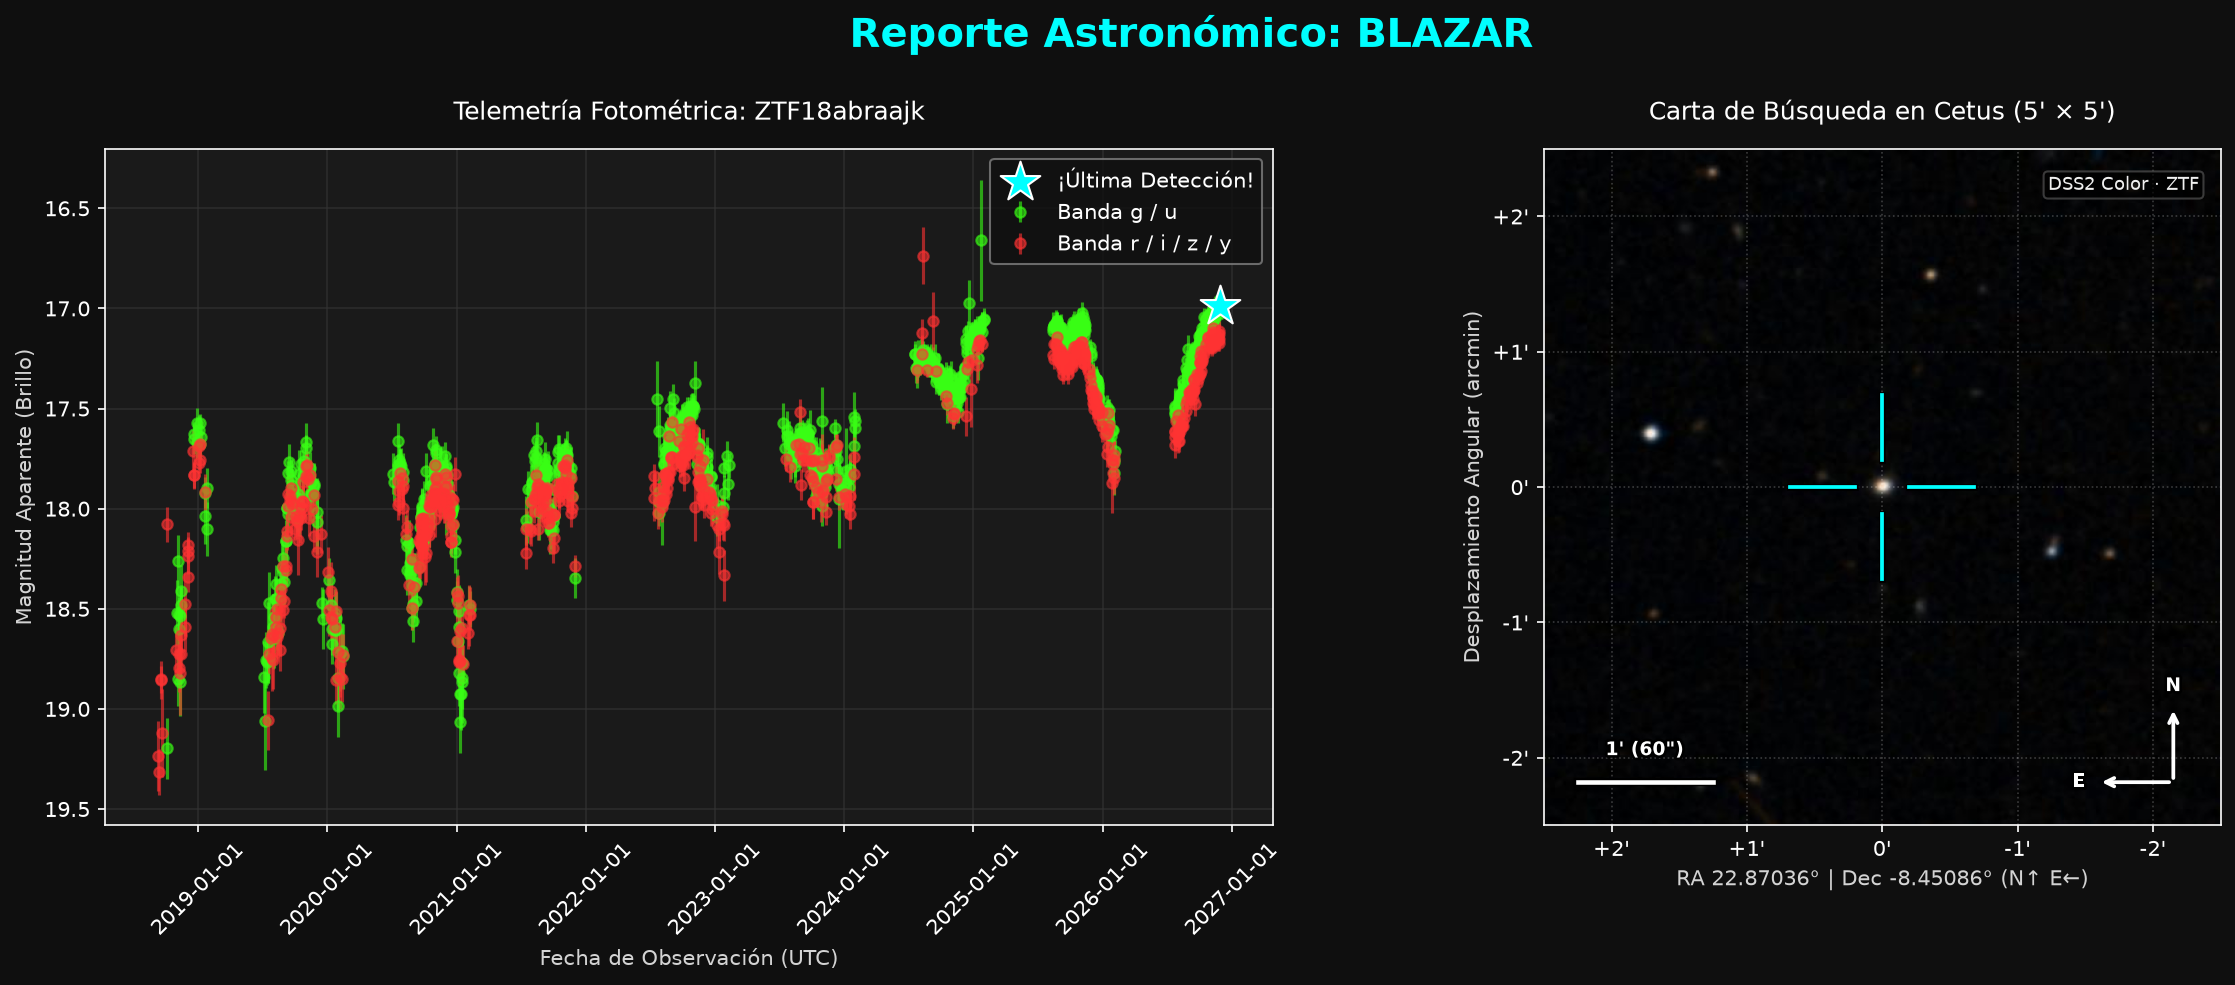 Reporte Astronómico: BLAZAR
Telemetría Fotométrica: ZTF18abraajk
Magnitud Aparente (Brillo)
16.5
17.0
17.5
18.0
18.5
19.0
19.5
¡Última Detección!
Banda g / u
Banda r / i / z / y
2019-01-01
2020-01-01
2021-01-01
2022-01-01
2023-01-01
2024-01-01
2025-01-01
2026-01-01
2027-01-01
Fecha de Observación (UTC)
Carta de Búsqueda en Cetus (5' × 5')
Desplazamiento Angular (arcmin)
+2'
+1'
0'
-1'
-2'
DSS2 Color · ZTF
1' (60")
N
E
+2'
+1'
0'
-1'
-2'
RA 22.87036° | Dec -8.45086° (N↑ E←)